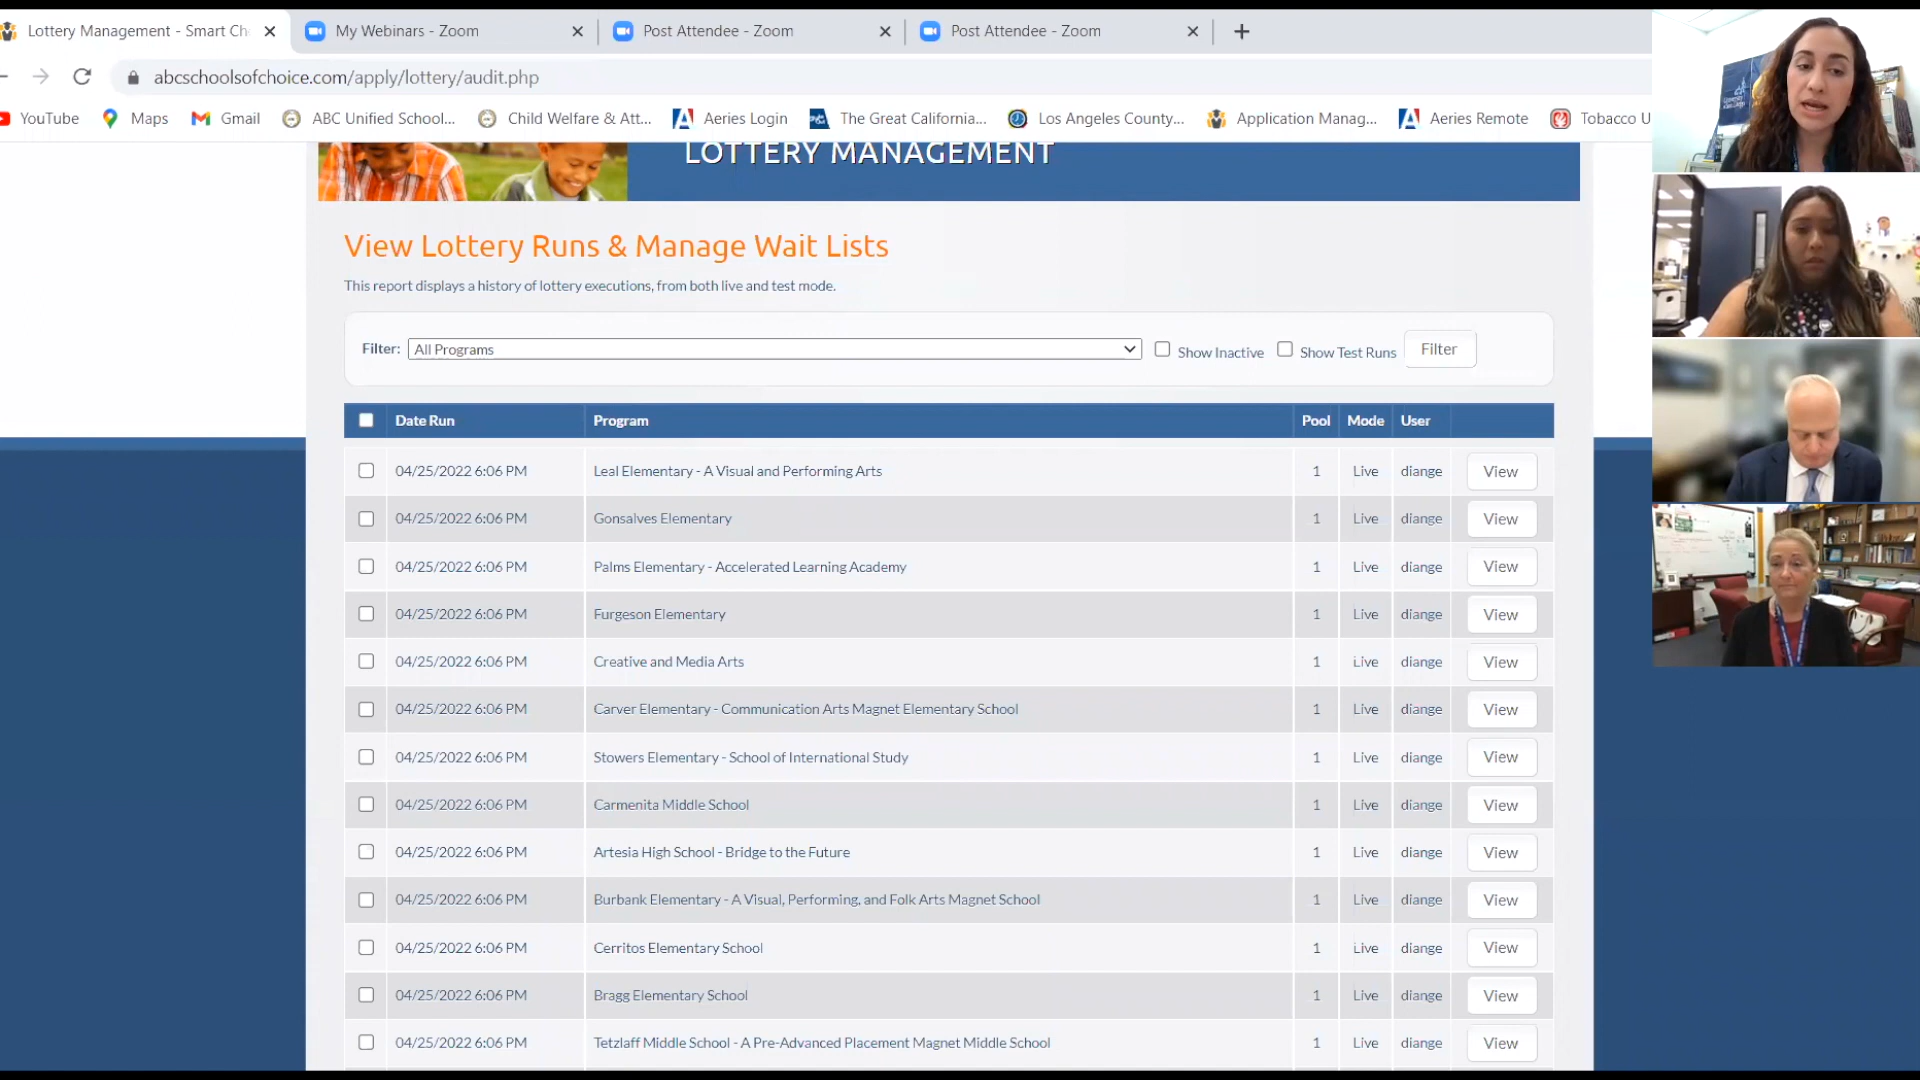 Lottery Management - Smart Ch
My Webinars - Zoom
Post Attendee - Zoom
Post Attendee - Zoom
abcschoolsofchoice.com/apply/lottery/audit.php
YouTube Maps Gmail ABC Unified School... Child Welfare & Att... Aeries Login The Great California... Los Angeles County... Application Manag... Aeries Remote Tobacco U
LOTTERY MANAGEMENT
View Lottery Runs & Manage Wait Lists
This report displays a history of lottery executions, from both live and test mode.
Filter: All Programs Show Inactive Show Test Runs Filter
Date Run Program Pool Mode User
04/25/2022 6:06 PM Leal Elementary - A Visual and Performing Arts 1 Live diange View
04/25/2022 6:06 PM Gonsalves Elementary 1 Live diange View
04/25/2022 6:06 PM Palms Elementary - Accelerated Learning Academy 1 Live diange View
04/25/2022 6:06 PM Furgeson Elementary 1 Live diange View
04/25/2022 6:06 PM Creative and Media Arts 1 Live diange View
04/25/2022 6:06 PM Carver Elementary - Communication Arts Magnet Elementary School 1 Live diange View
04/25/2022 6:06 PM Stowers Elementary - School of International Study 1 Live diange View
04/25/2022 6:06 PM Carmenita Middle School 1 Live diange View
04/25/2022 6:06 PM Artesia High School - Bridge to the Future 1 Live diange View
04/25/2022 6:06 PM Burbank Elementary - A Visual, Performing, and Folk Arts Magnet School 1 Live diange View
04/25/2022 6:06 PM Cerritos Elementary School 1 Live diange View
04/25/2022 6:06 PM Bragg Elementary School 1 Live diange View
04/25/2022 6:06 PM Tetzlaff Middle School - A Pre-Advanced Placement Magnet Middle School 1 Live diange View